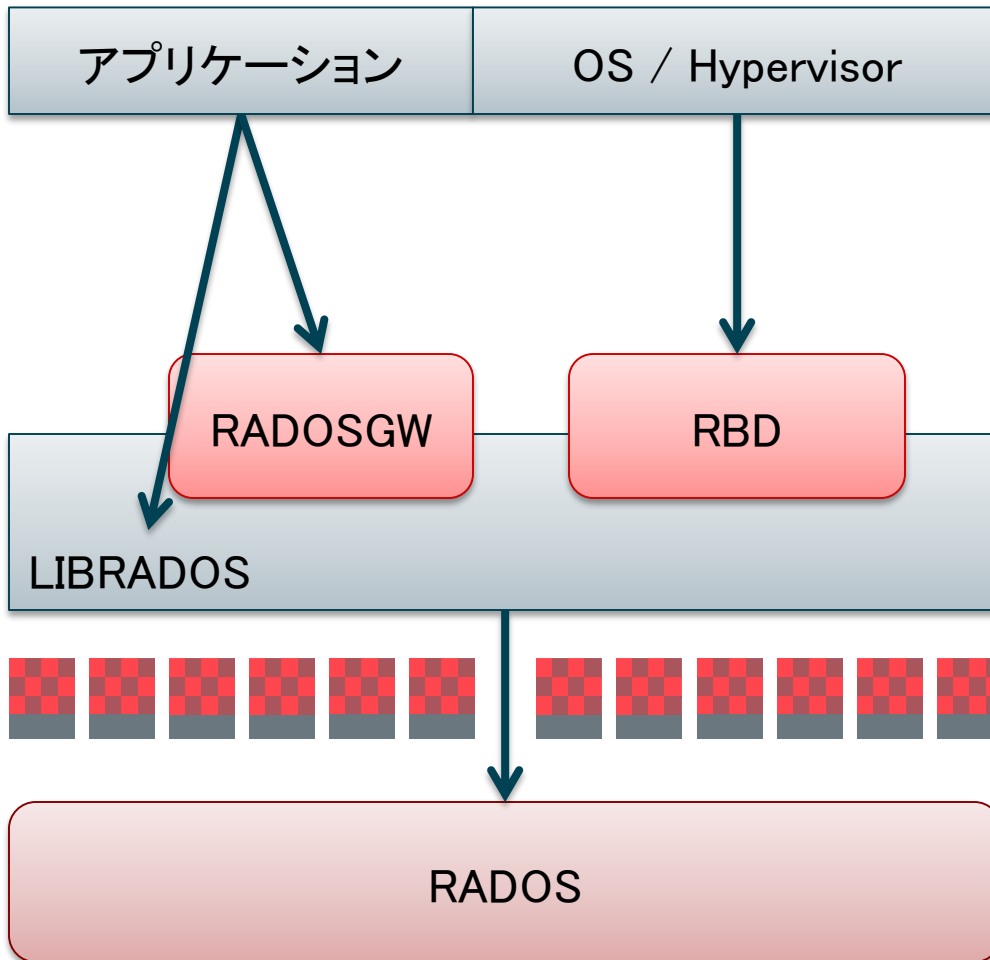 アプリケーション
OS / Hypervisor
RADOSGW
RBD
LIBRADOS
RADOS